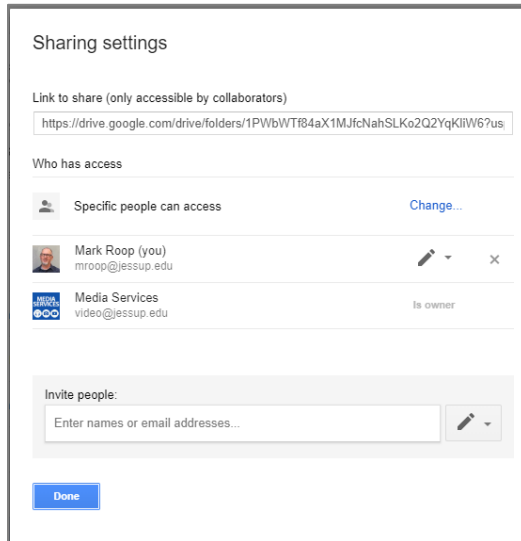 Sharing settings
Link to share (only accessible by collaborators)
https://drive.google.com/drive/folders/1PWbWTf84aX1MJfcNahSLKo2Q2YqKliW6?us
Who has access
Specific people can access Change...
Mark Roop (you)
mroop@jessup.edu
MEDIA
SERVICES
Media Services
video@jessup.edu
Is owner
Invite people:
Enter names or email addresses...
Done